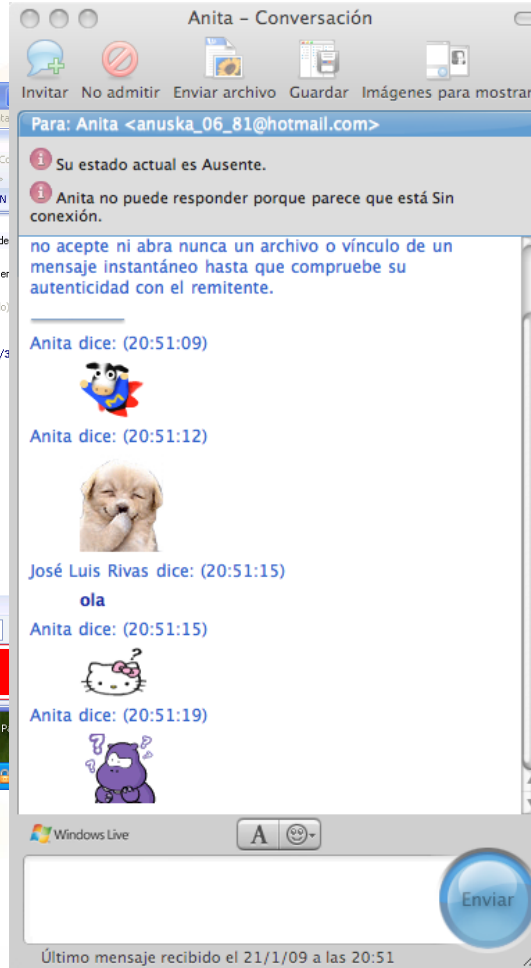 Anita – Conversación
Invitar No admitir Enviar archivo Guardar Imágenes para mostrar
Para: Anita <anuska_06_81@hotmail.com>
Su estado actual es Ausente.
Anita no puede responder porque parece que está Sin
conexión.
no acepte ni abra nunca un archivo o vínculo de un
mensaje instantáneo hasta que compruebe su
autenticidad con el remitente.
Anita dice: (20:51:09)
M
Anita dice: (20:51:12)
José Luis Rivas dice: (20:51:15)
ola
Anita dice: (20:51:15)
?
Anita dice: (20:51:19)
? ? ?
Windows Live
A
Enviar
Último mensaje recibido el 21/1/09 a las 20:51